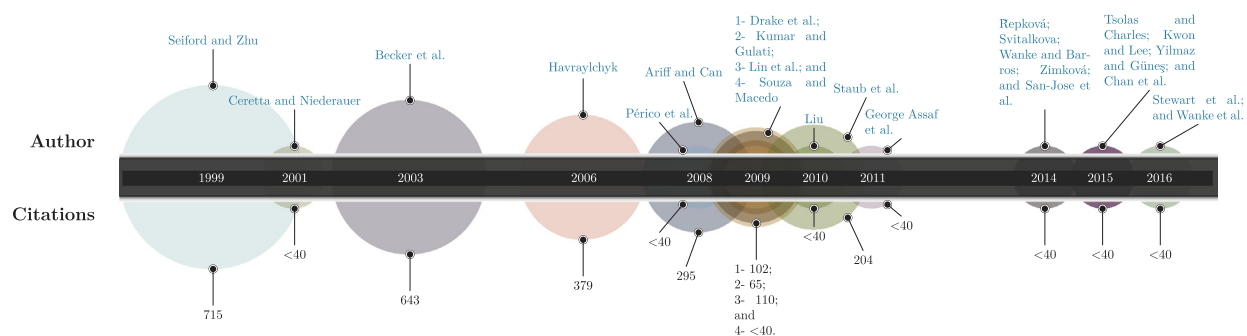 Seiford and Zhu
Ceretta and Niederauer
Becker et al.
Havraylchyk
Ariff and Can
Périco et al.
1- Drake et al.;
2- Kumar and
Gulati;
3- Lin et al.; and
4- Souza and
Macedo
Liu
Staub et al.
George Assaf
et al.
Repková;
Svitalkova;
Wanke and Bar-
ros; Zimková;
and San-Jose et
al.
Tsolas and
Charles; Kwon
and Lee; Yilmaz
and Güneş; and
Chan et al.
Stewart et al.;
and Wanke et al.
Author
1999 2001 2003 2006 2008 2009 2010 2011 2014 2015 2016
Citations
715
<40
643
379
<40
295
1- 102;
2- 65;
3- 110;
and
4- <40.
<40
204
<40
<40
<40
<40